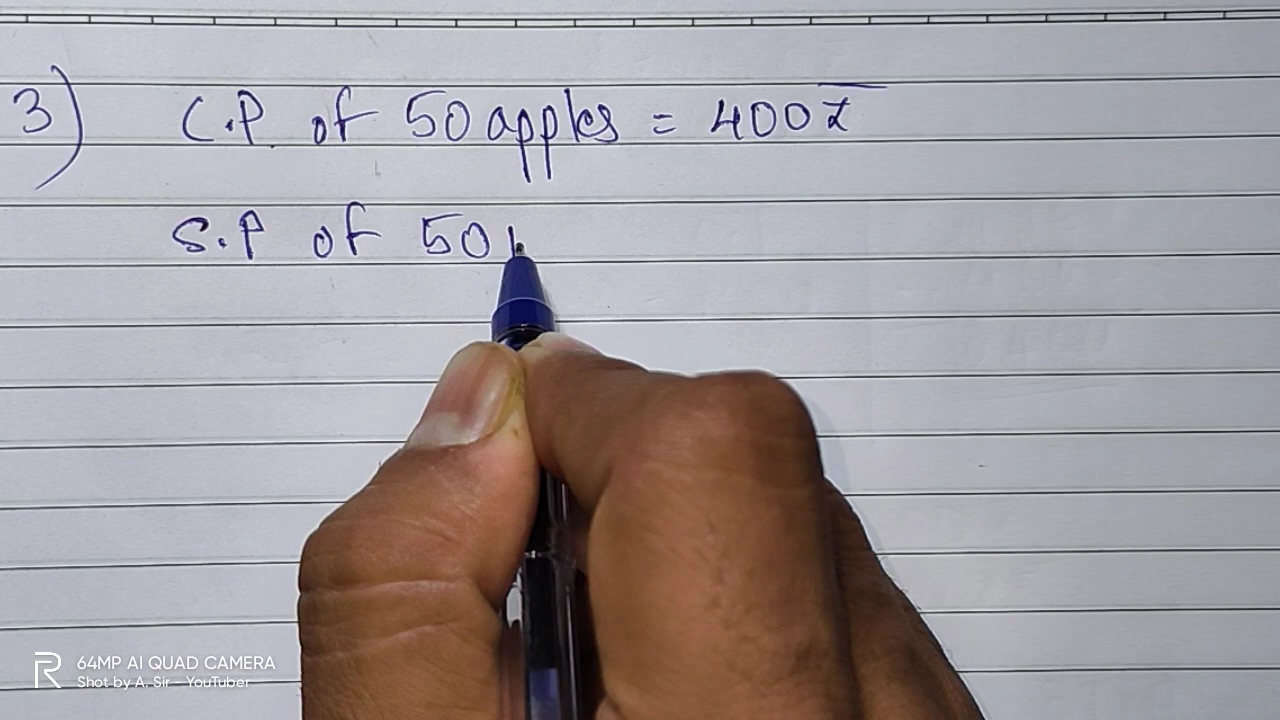 3) C.P. of 50 apples = 400₹
S.P of 50
64MP AI QUAD CAMERA
Shot by A. Sir - YouTuber